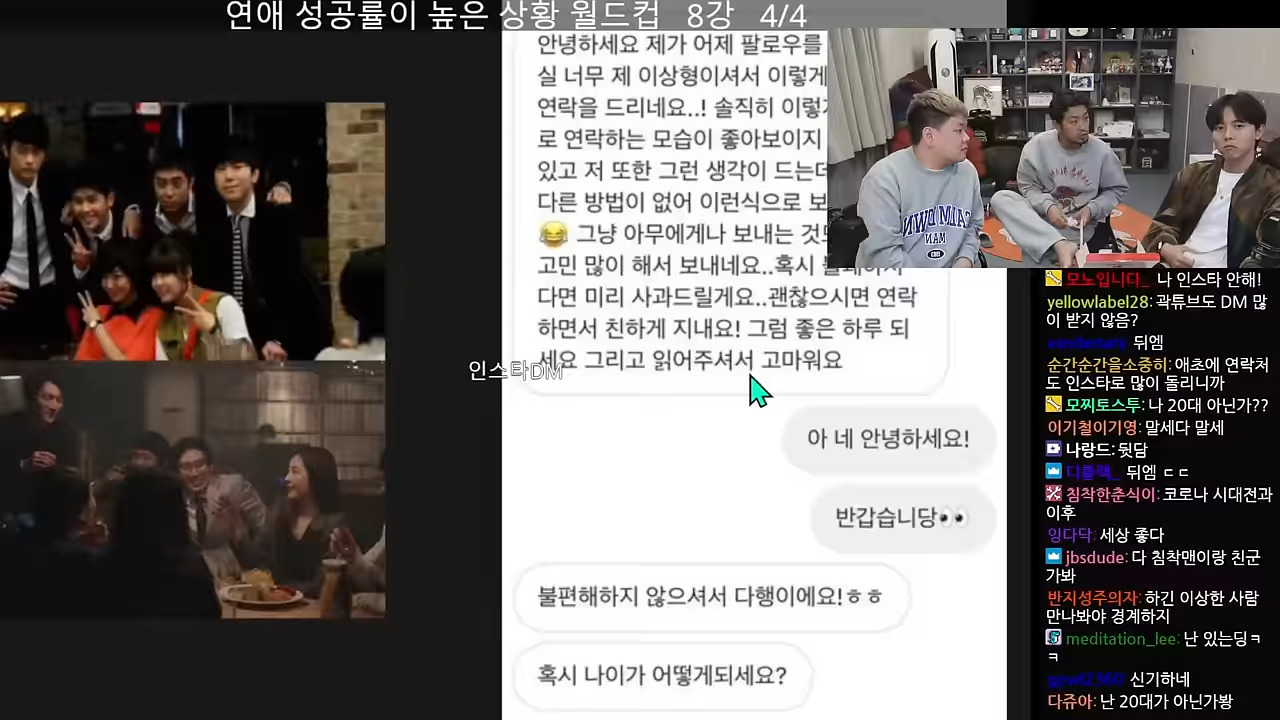 연애 성공률이 높은 상황 월드컵 8강 4/4
안녕하세요 제가 어제 팔로우를
실 너무 제 이상형이셔서 이렇게
연락을 드리네요..! 솔직히 이렇게
로 연락하는 모습이 좋아보이지
있고 저 또한 그런 생각이 드는데
다른 방법이 없어 이런식으로 보
😂 그냥 아무에게나 보내는 것도
고민 많이 해서 보내네요..혹시
다면 미리 사과드릴게요..괜찮으시면 연락
하면서 친하게 지내요! 그럼 좋은 하루 되
세요 그리고 읽어주셔서 고마워요
인스타DM
아 네 안녕하세요!
반갑습니당👀
불편해하지 않으셔서 다행이에요!ㅎㅎ
혹시 나이가 어떻게되세요?
CALM DOWN
MAN
모노입니다_ 나 인스타 안해!
yellowlabel28: 곽튜브도 DM 많
이 받지 않음?
뒤엠
순간순간을소중히: 애초에 연락처
도 인스타로 많이 돌리니까
모찌토스투: 나 20대 아닌가??
이기철이기영: 말세다 말세
나랑드: 뒷담
디플랙_ 뒤엠 ㄷㄷ
침착한춘식이: 코로나 시대전과
이후
잉다닥: 세상 좋다
jbsdude: 다 침착맨이랑 친군
가봐
반지성주의자: 하긴 이상한 사람
만나봐야 경계하지
meditation_lee: 난 있는딩ㅋ
ㅋ
신기하네
다쥬아: 난 20대가 아닌가봥